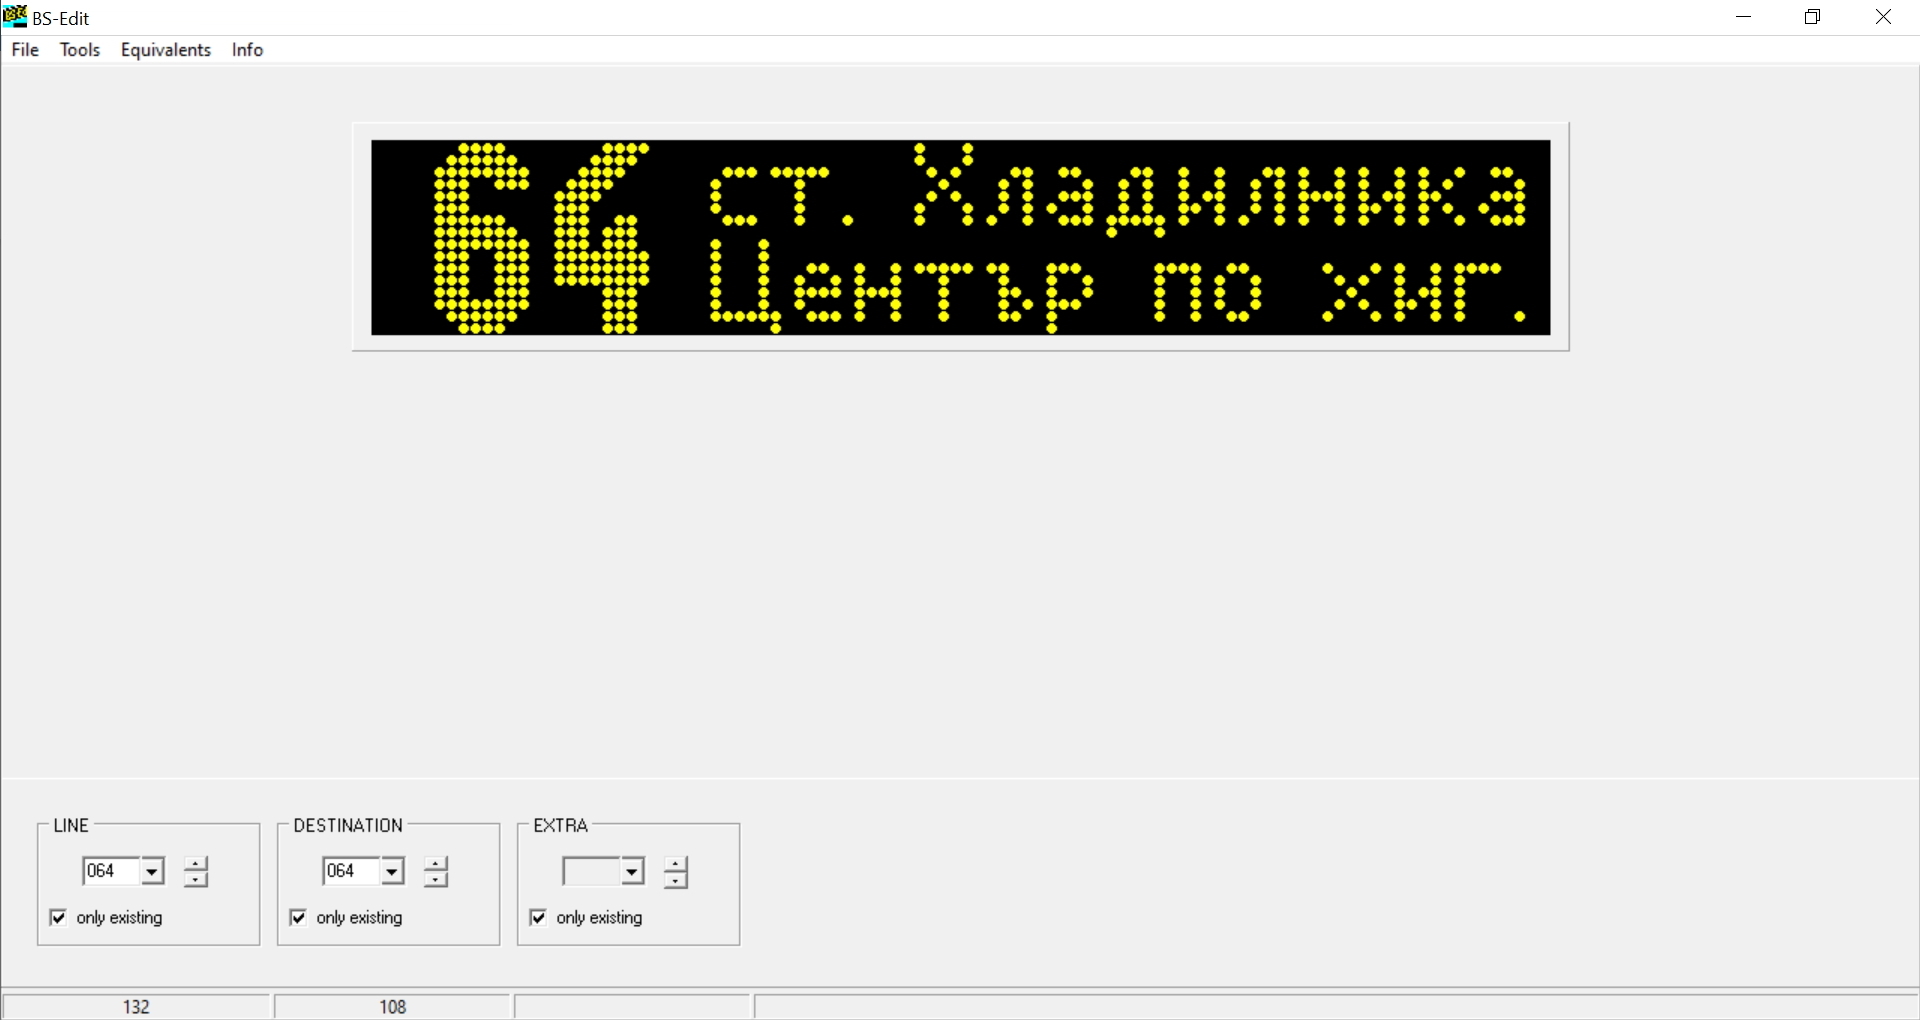 BS-Edit
File Tools Equivalents Info
64 ст. Хладилника
Център по хиг.
LINE DESTINATION EXTRA
064 064
only existing only existing only existing
132 108